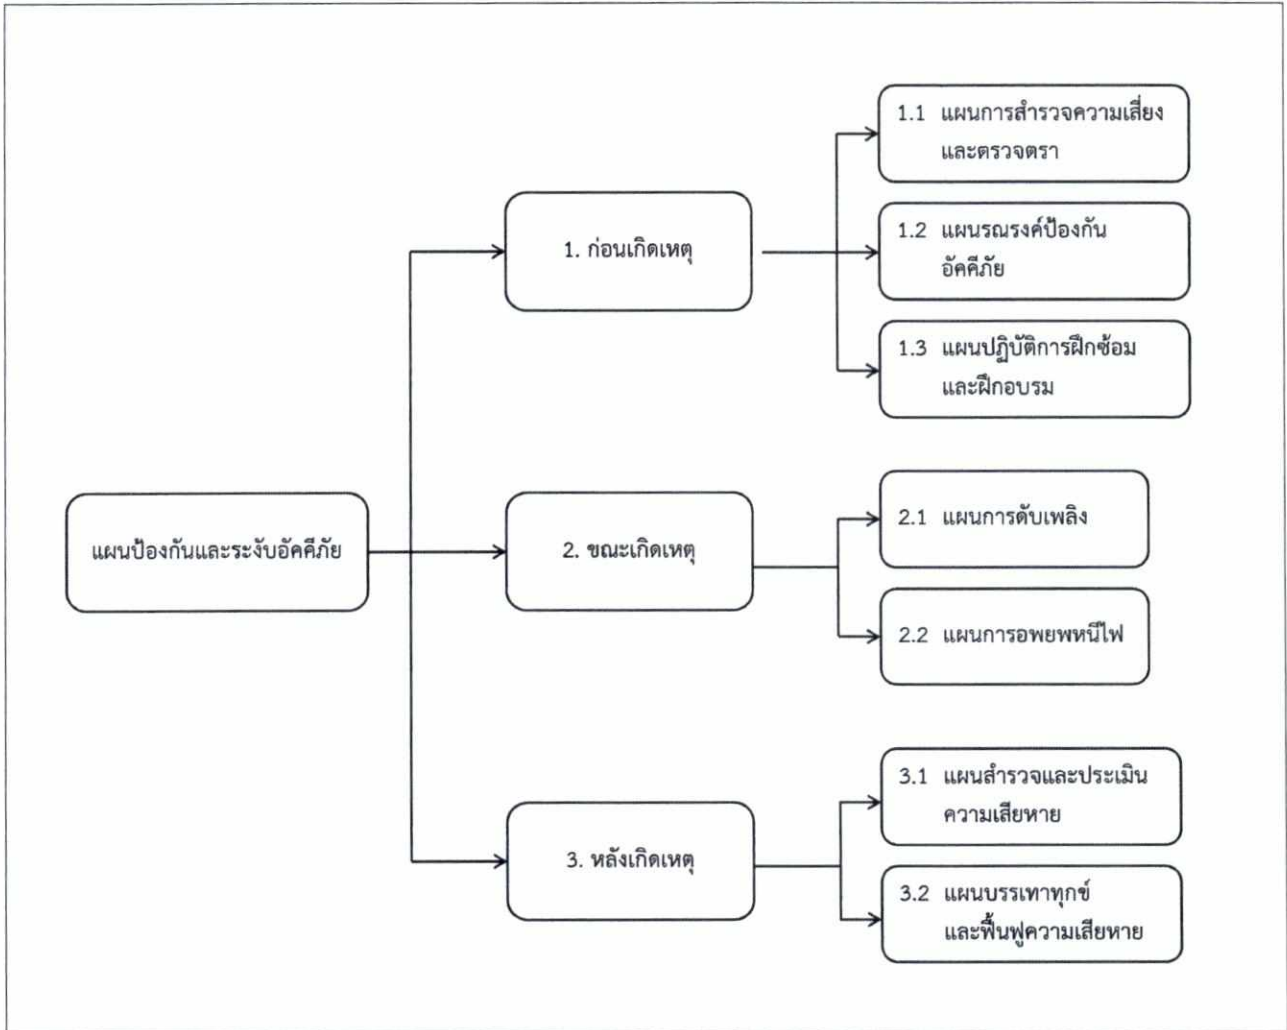 แผนป้องกันและระงับอัคคีภัย
1. ก่อนเกิดเหตุ
1.1 แผนการสำรวจความเสี่ยง
และตรวจตรา
1.2 แผนรณรงค์ป้องกัน
อัคคีภัย
1.3 แผนปฏิบัติการฝึกซ้อม
และฝึกอบรม
2. ขณะเกิดเหตุ
2.1 แผนการดับเพลิง
2.2 แผนการอพยพหนีไฟ
3. หลังเกิดเหตุ
3.1 แผนสำรวจและประเมิน
ความเสียหาย
3.2 แผนบรรเทาทุกข์
และฟื้นฟูความเสียหาย